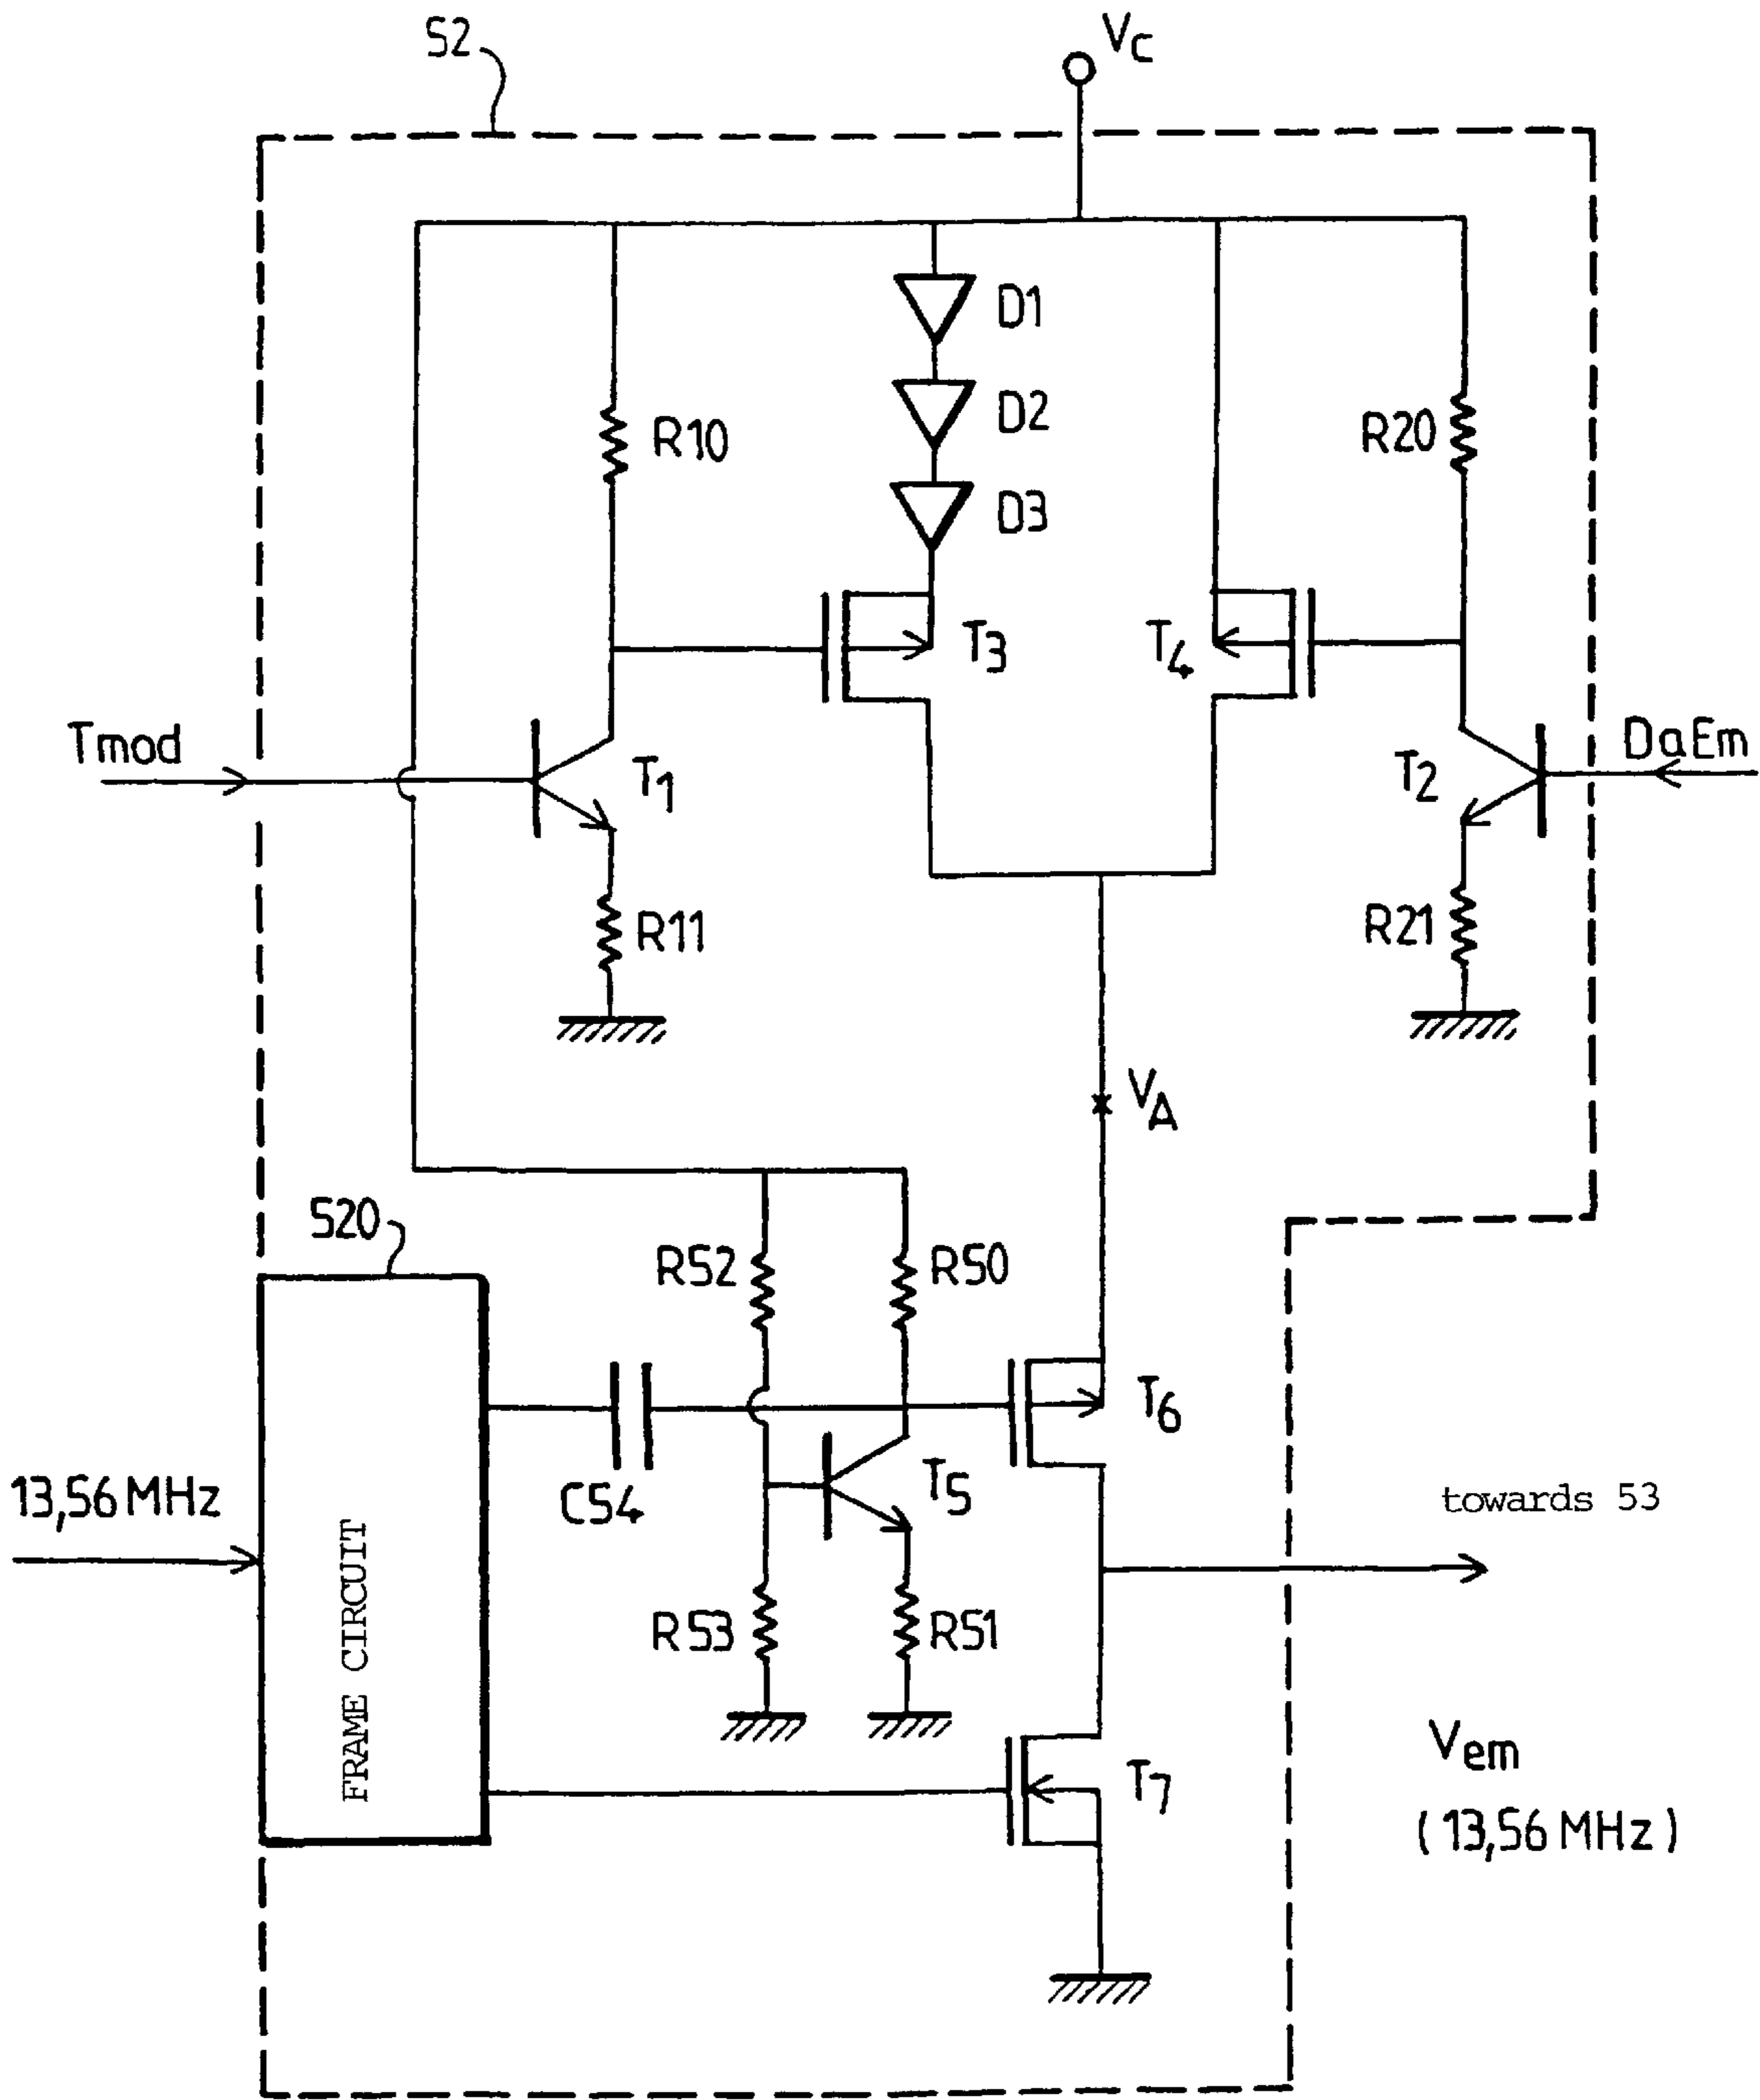 52
VC
D1
D2
D3
R10
R20
T3
T4
Tmod
T1
T2
DaEm
R11
R21
VA
520
R52
R50
T6
C54
T5
13,56 MHz
towards 53
FRAME CIRCUIT
R53
R51
T7
Vem
(13,56 MHz)